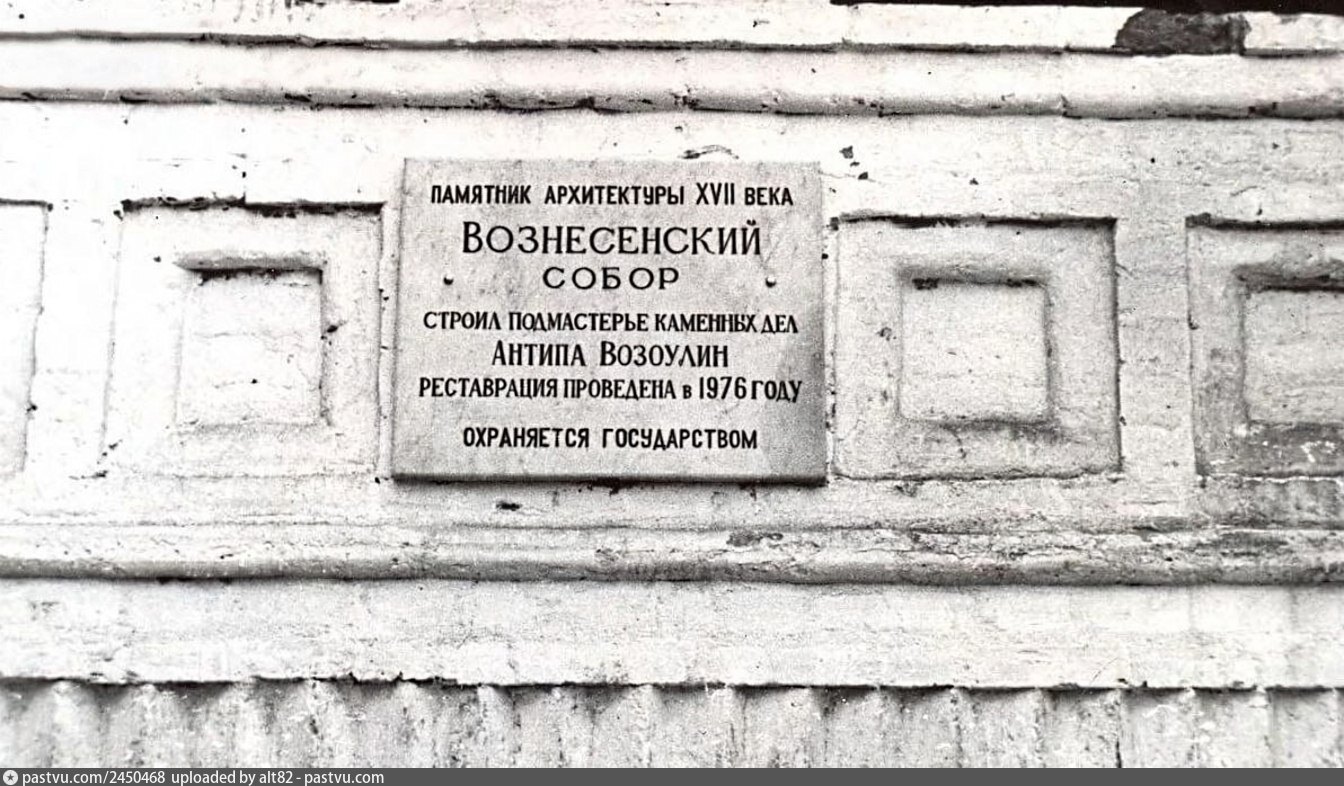 ПАМЯТНИК АРХИТЕКТУРЫ XVII ВЕКА
ВОЗНЕСЕНСКИЙ
СОБОР
СТРОИЛ ПОДМАСТЕРЬЕ КАМЕННЫХ ДЕЛ
АНТИПА ВОЗОУЛИН
РЕСТАВРАЦИЯ ПРОВЕДЕНА в 1976 ГОДУ
ОХРАНЯЕТСЯ ГОСУДАРСТВОМ
pastvu.com/2450468 uploaded by alt82 - pastvu.com